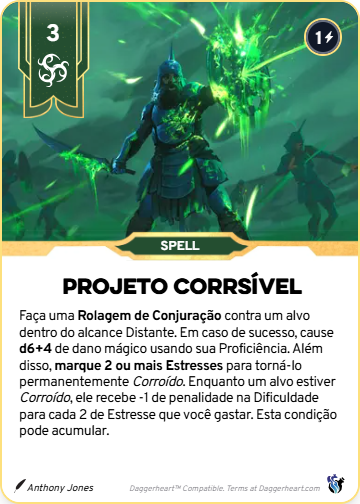 3
1
SPELL
PROJETO CORRSÍVEL
Faça uma Rolagem de Conjuração contra um alvo
dentro do alcance Distante. Em caso de sucesso, cause
d6+4 de dano mágico usando sua Proficiência. Além
disso, marque 2 ou mais Estresses para torná-lo
permanentemente Corroído. Enquanto um alvo estiver
Corroído, ele recebe -1 de penalidade na Dificuldade
para cada 2 de Estresse que você gastar. Esta condição
pode acumular.
Anthony Jones
Daggerheart™ Compatible. Terms at Daggerheart.com